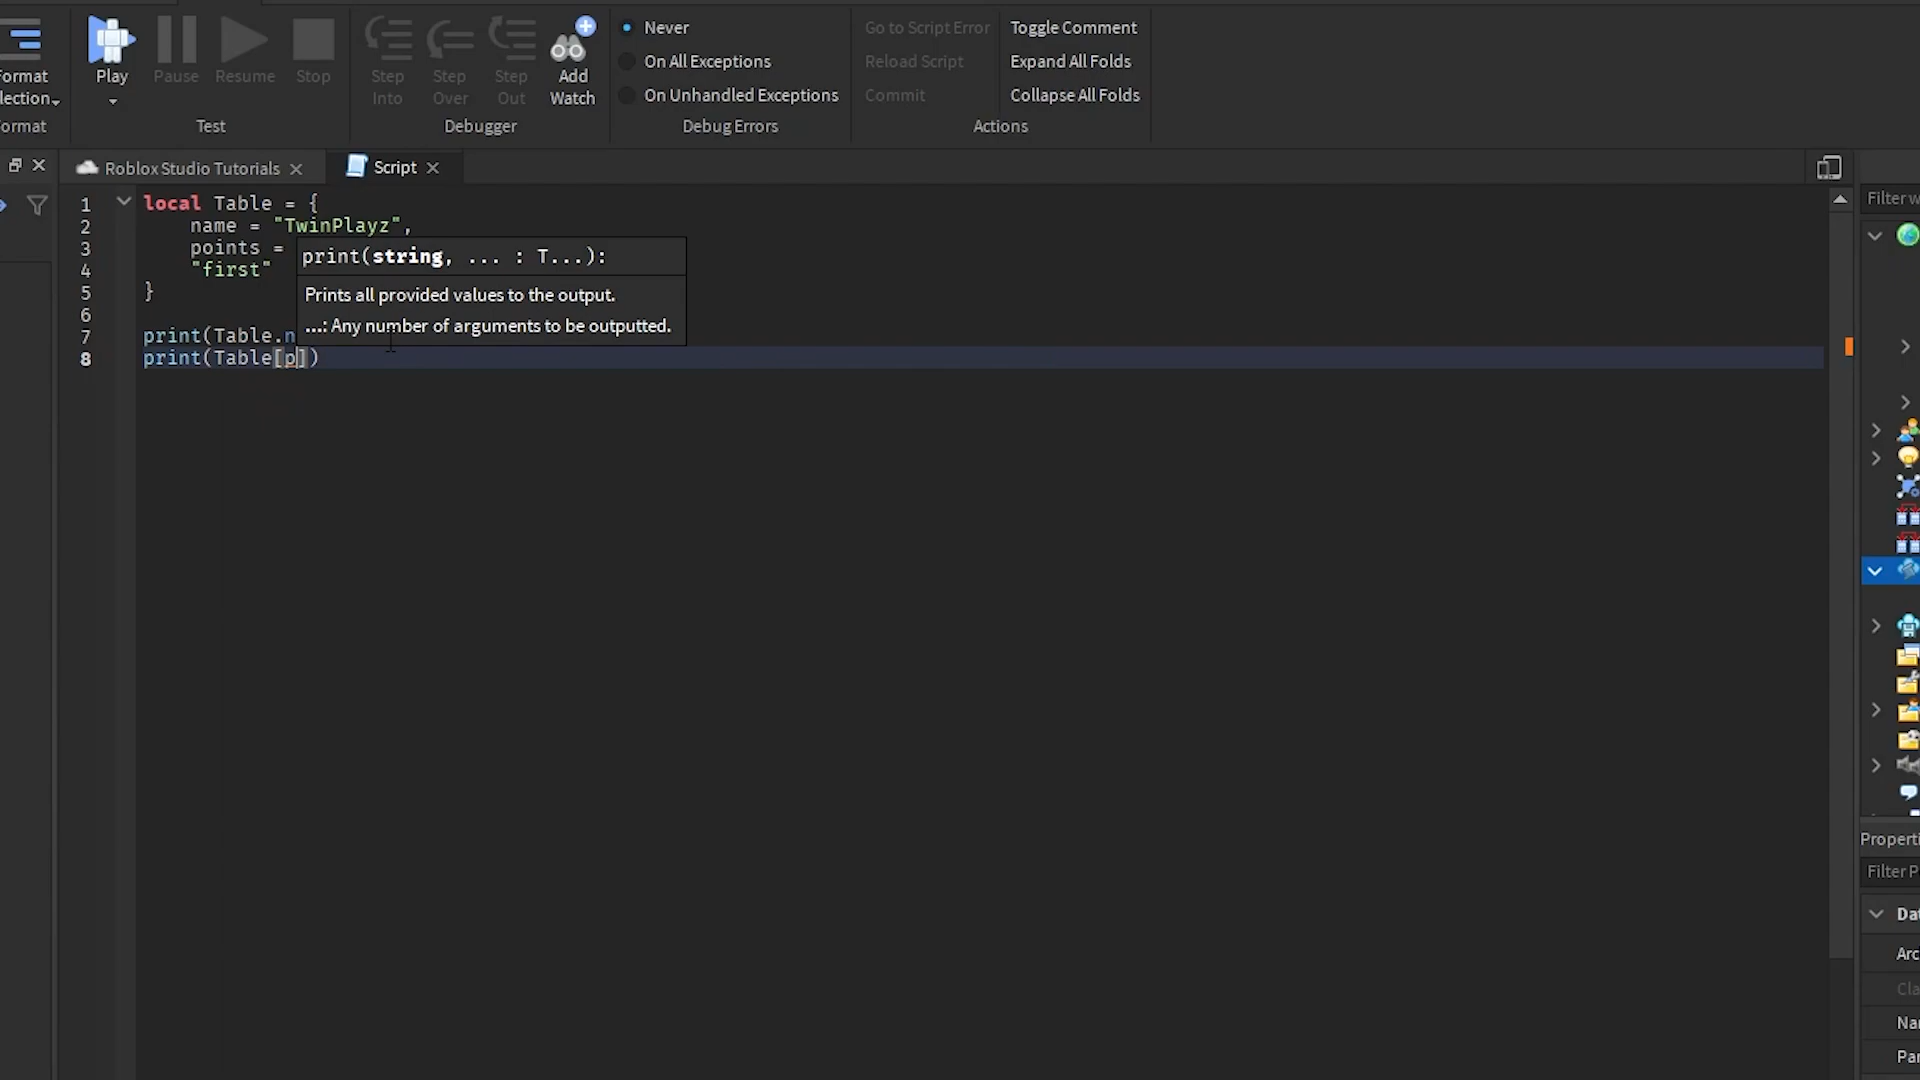 Format
Selection
Format
Play
Pause
Resume
Stop
Test
Step Into
Step Over
Step Out
Add Watch
Debugger
Never
On All Exceptions
On Unhandled Exceptions
Debug Errors
Go to Script Error
Reload Script
Commit
Toggle Comment
Expand All Folds
Collapse All Folds
Actions
Roblox Studio Tutorials
Script
1 local Table = {
2 name = "TwinPlayz",
3 points =
4 "first"
5 }
6
7 print(Table.n
8 print(Table[p])
print(string, ... : T...):
Prints all provided values to the output.
...: Any number of arguments to be outputted.
Filter w
Properti
Filter P
Dat
Arc
Cla
Nar
Par